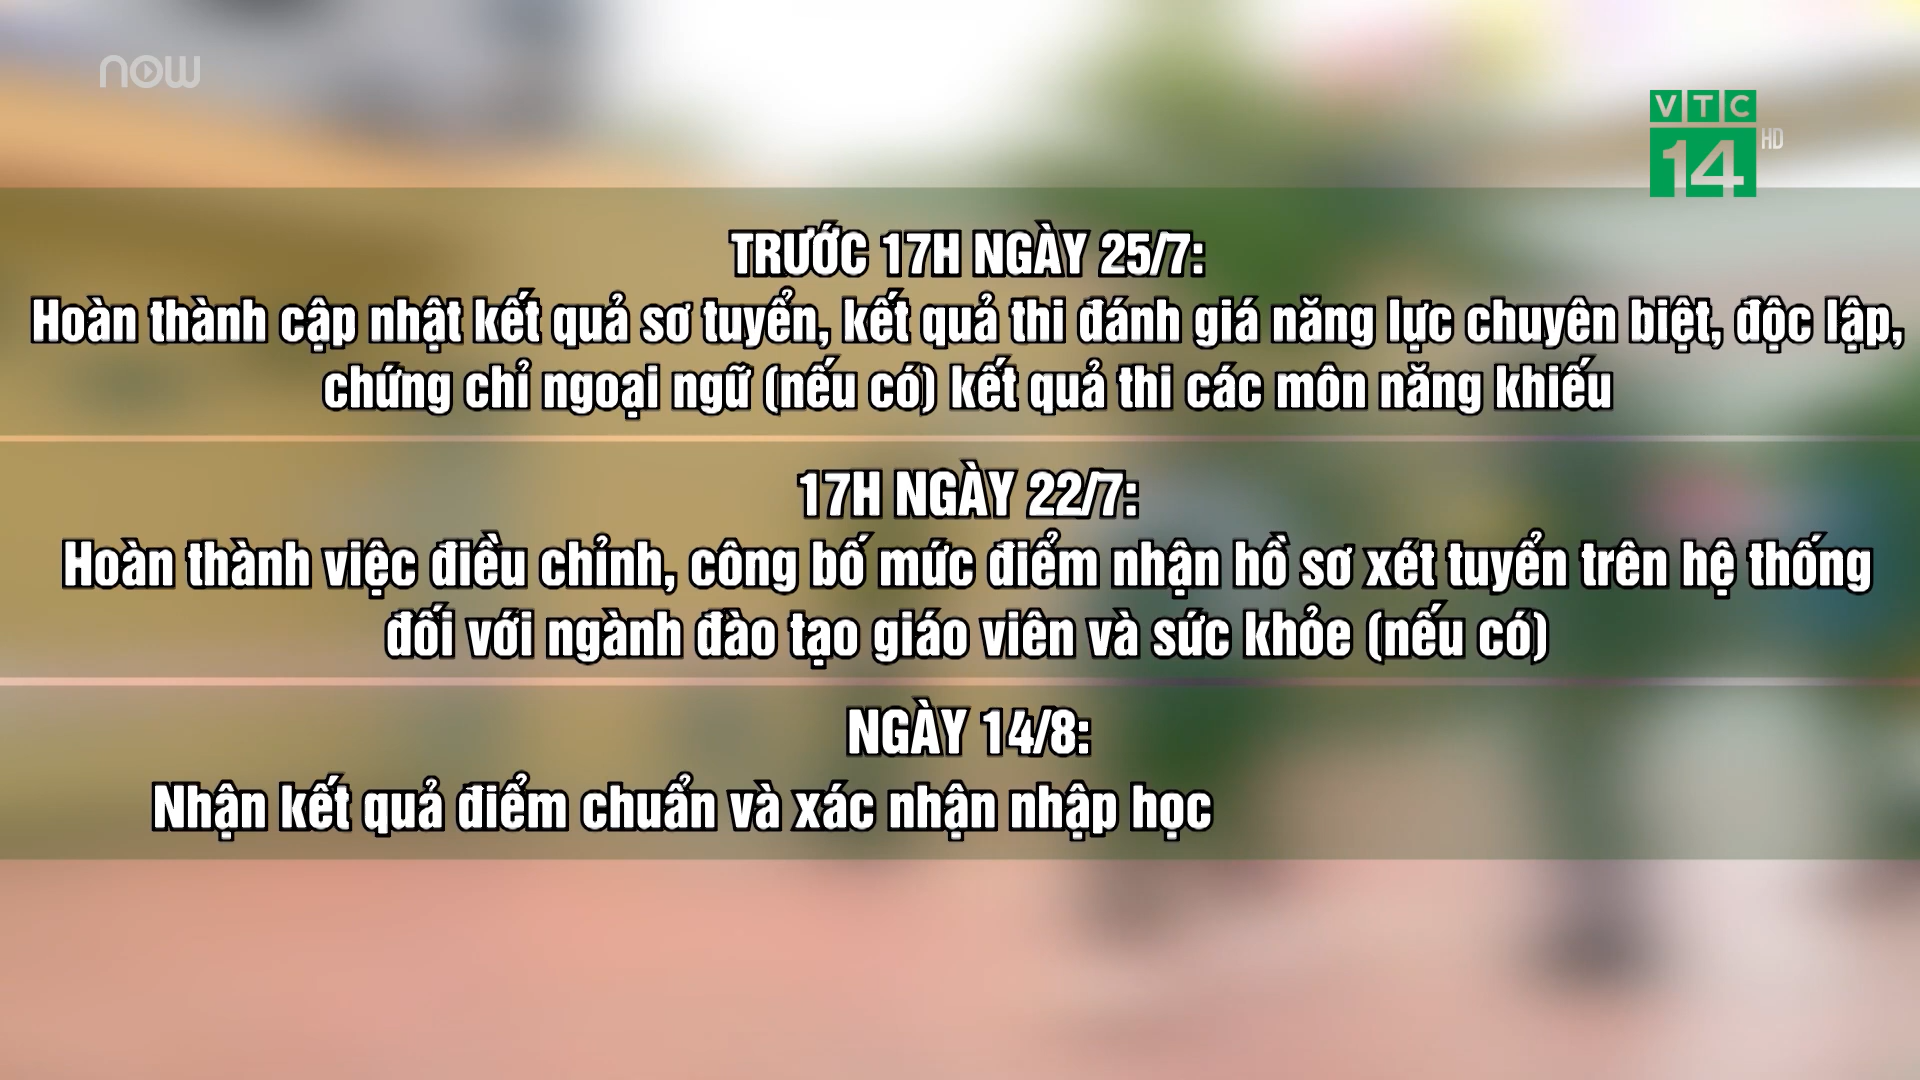 now
VTC
14 HD
TRƯỚC 17H NGÀY 25/7:
Hoàn thành cập nhật kết quả sơ tuyển, kết quả thi đánh giá năng lực chuyên biệt, độc lập,
chứng chỉ ngoại ngữ (nếu có) kết quả thi các môn năng khiếu
17H NGÀY 22/7:
Hoàn thành việc điều chỉnh, công bố mức điểm nhận hồ sơ xét tuyển trên hệ thống
đối với ngành đào tạo giáo viên và sức khỏe (nếu có)
NGÀY 14/8:
Nhận kết quả điểm chuẩn và xác nhận nhập học